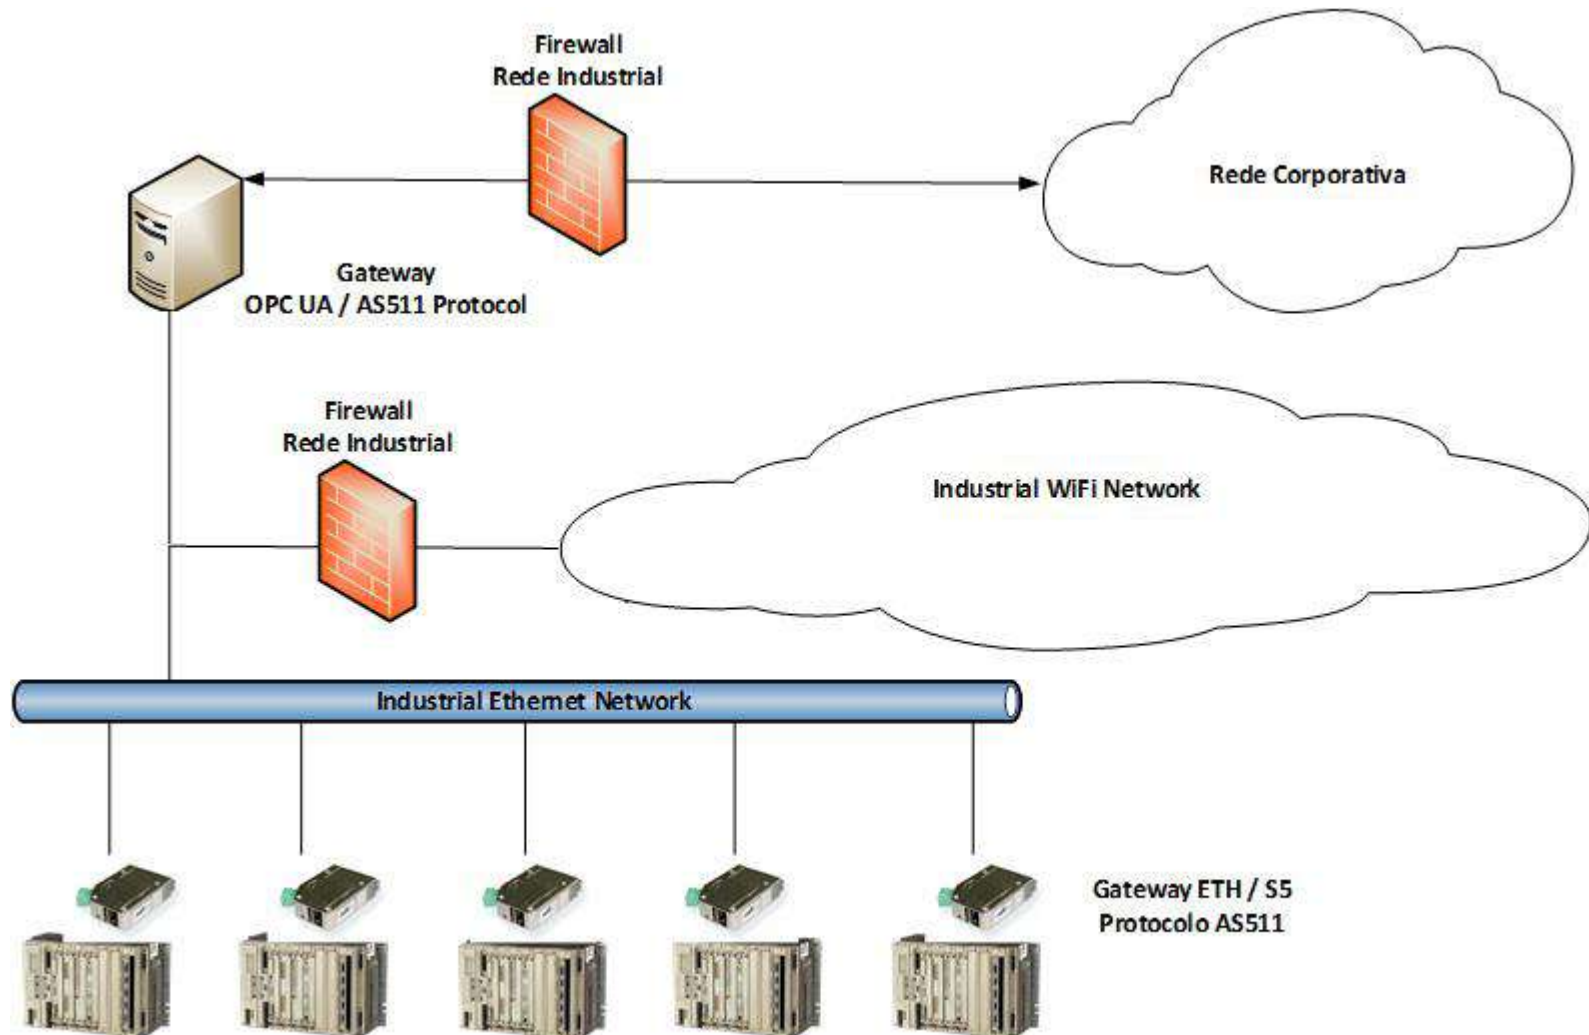 Firewall
Rede Industrial
Rede Corporativa
Gateway
OPC UA / AS511 Protocol
Firewall
Rede Industrial
Industrial WiFi Network
Industrial Ethernet Network
Gateway ETH / S5
Protocolo AS511